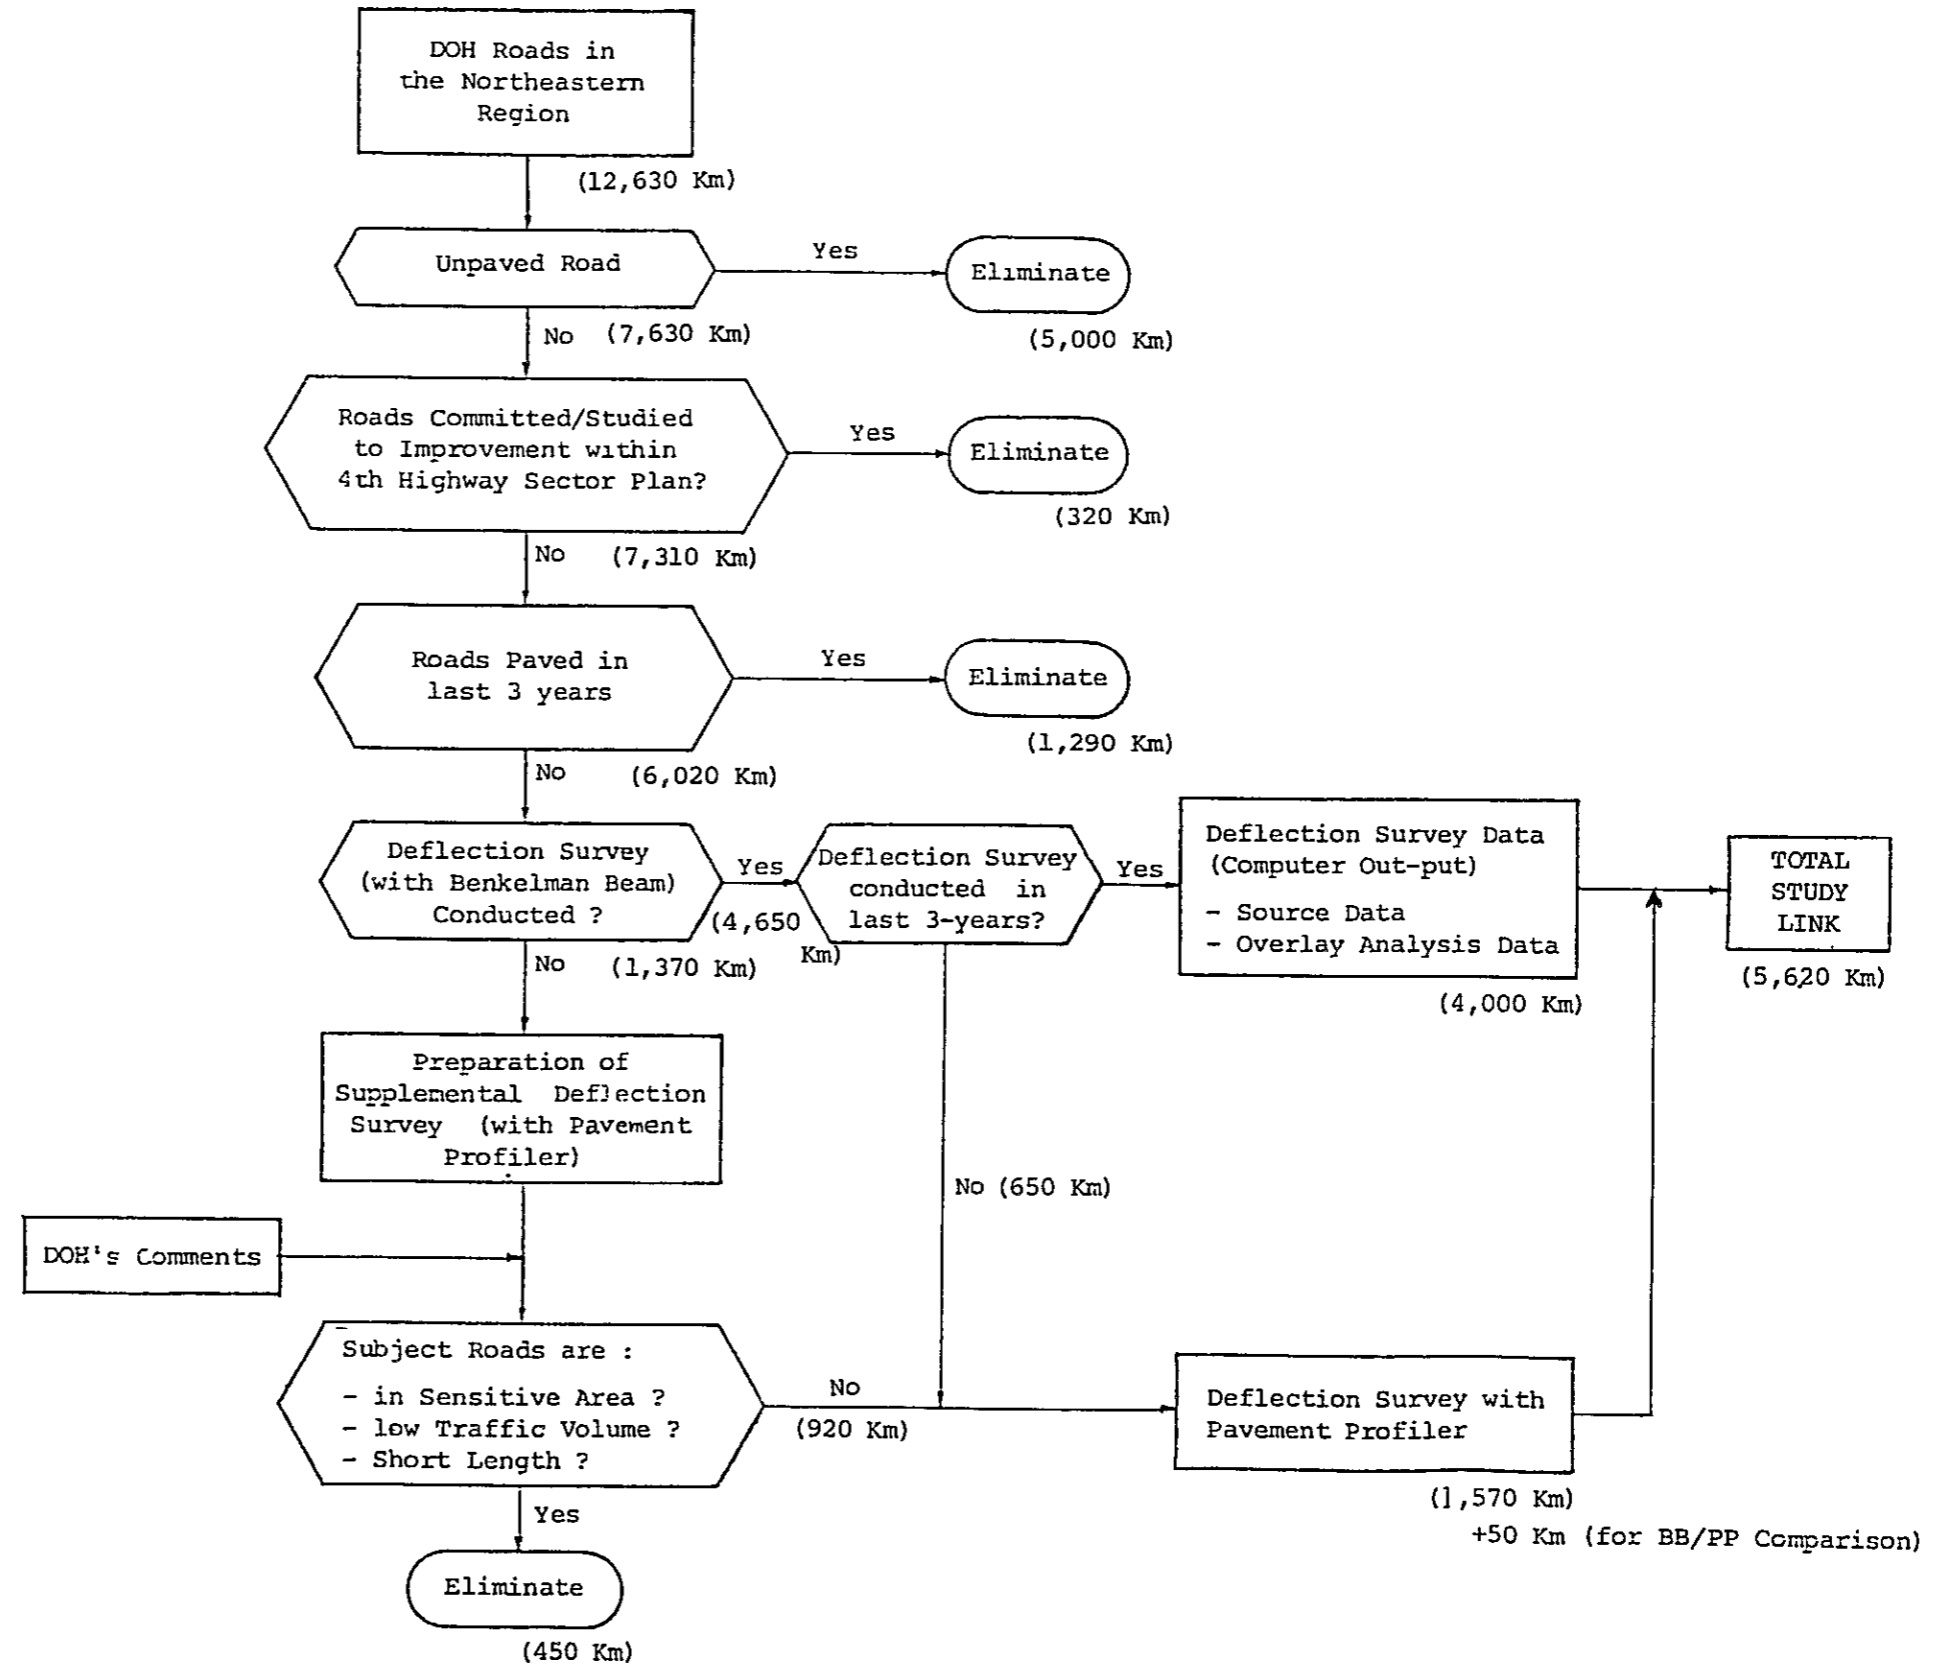 DOH Roads in
the Northeastern
Region
(12,630 Km)
Unpaved Road
Yes
Eliminate
(5,000 Km)
No (7,630 Km)
Roads Committed/Studied
to Improvement within
4th Highway Sector Plan?
Yes
Eliminate
(320 Km)
No (7,310 Km)
Roads Paved in
last 3 years
Yes
Eliminate
(1,290 Km)
No (6,020 Km)
Deflection Survey
(with Benkelman Beam)
Conducted ?
Yes
(4,650
Km)
Deflection Survey
conducted in
last 3-years?
Yes
Deflection Survey Data
(Computer Out-put)
- Source Data
- Overlay Analysis Data
(4,000 Km)
TOTAL
STUDY
LINK
(5,620 Km)
No (1,370 Km)
Preparation of
Supplemental Deflection
Survey (with Pavement
Profiler)
No (650 Km)
DOH's Comments
Subject Roads are :
- in Sensitive Area ?
- low Traffic Volume ?
- Short Length ?
No
(920 Km)
Deflection Survey with
Pavement Profiler
(1,570 Km)
+50 Km (for BB/PP Comparison)
Yes
Eliminate
(450 Km)